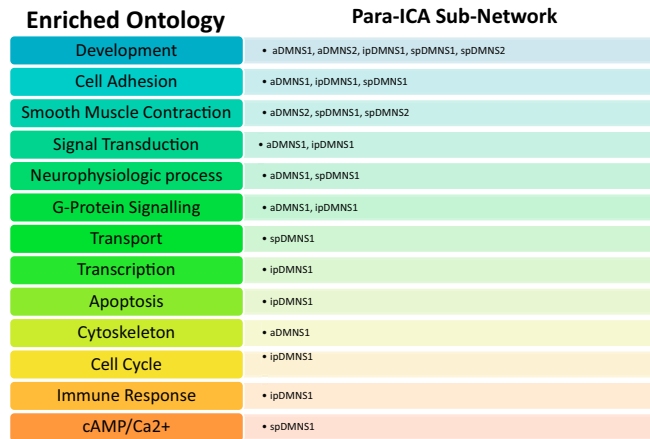 Enriched Ontology Para-ICA Sub-Network
Development • aDMNS1, aDMNS2, ipDMNS1, spDMNS1, spDMNS2
Cell Adhesion • aDMNS1, ipDMNS1, spDMNS1
Smooth Muscle Contraction • aDMNS2, spDMNS1, spDMNS2
Signal Transduction • aDMNS1, ipDMNS1
Neurophysiologic process • aDMNS1, spDMNS1
G-Protein Signalling • aDMNS1, ipDMNS1
Transport • spDMNS1
Transcription • ipDMNS1
Apoptosis • ipDMNS1
Cytoskeleton • aDMNS1
Cell Cycle • ipDMNS1
Immune Response • ipDMNS1
cAMP/Ca2+ • spDMNS1